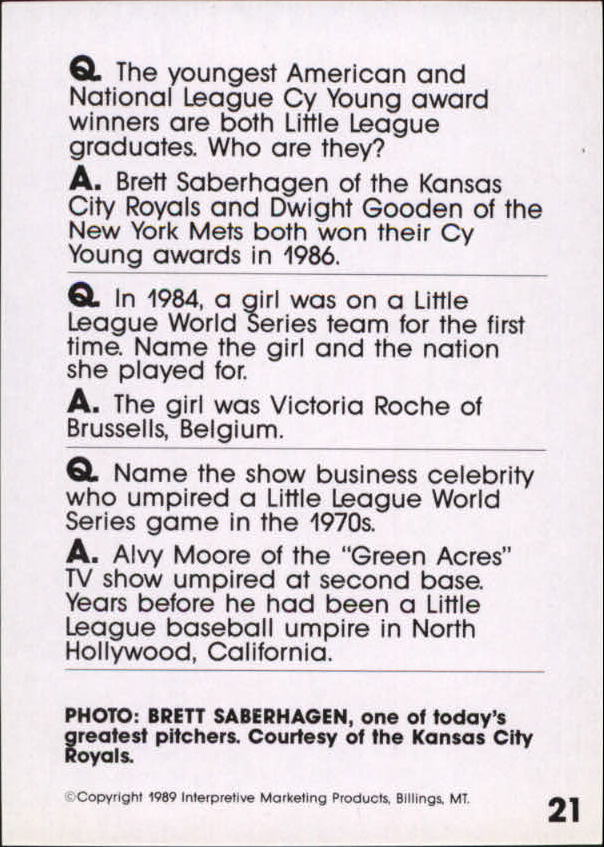 Q. The youngest American and
National League Cy Young award
winners are both Little League
graduates. Who are they?
A. Brett Saberhagen of the Kansas
City Royals and Dwight Gooden of the
New York Mets both won their Cy
Young awards in 1986.
Q. In 1984, a girl was on a Little
League World Series team for the first
time. Name the girl and the nation
she played for.
A. The girl was Victoria Roche of
Brussells, Belgium.
Q. Name the show business celebrity
who umpired a Little League World
Series game in the 1970s.
A. Alvy Moore of the "Green Acres"
TV show umpired at second base.
Years before he had been a Little
League baseball umpire in North
Hollywood, California.
PHOTO: BRETT SABERHAGEN, one of today's
greatest pitchers. Courtesy of the Kansas City
Royals.
©Copyright 1989 Interpretive Marketing Products, Billings, MT.
21